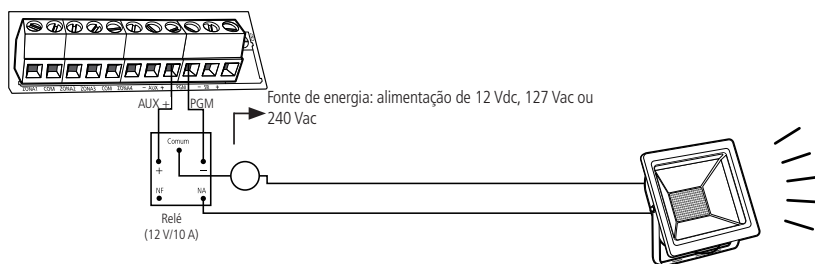 ZONA1 COM ZONA2 ZONA3 COM ZONA4 - AUX + PGM - SR +
AUX + PGM
Fonte de energia: alimentação de 12 Vdc, 127 Vac ou
240 Vac
Comum
+ −
NF NA
Relé
(12 V/10 A)